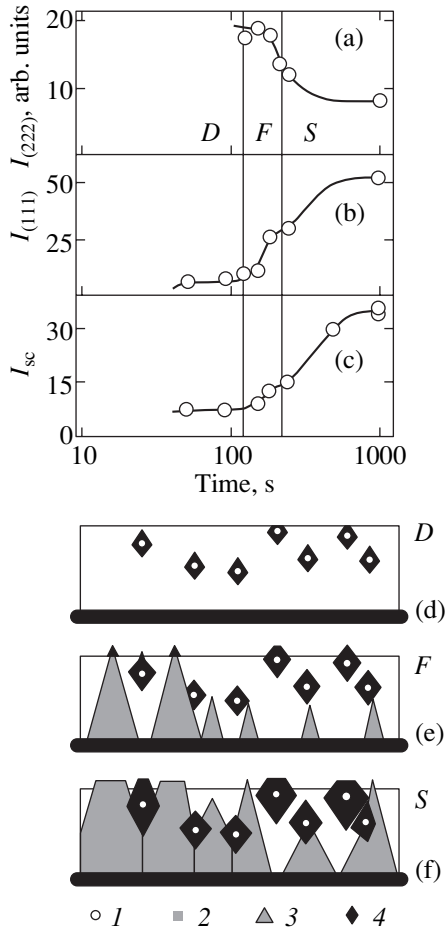 I(222), arb. units
20
10
(a)
D F S
I(111)
50
25
(b)
Isc
30
15
0
(c)
10 100 1000
Time, s
D
(d)
F
(e)
S
(f)
1 2 3 4